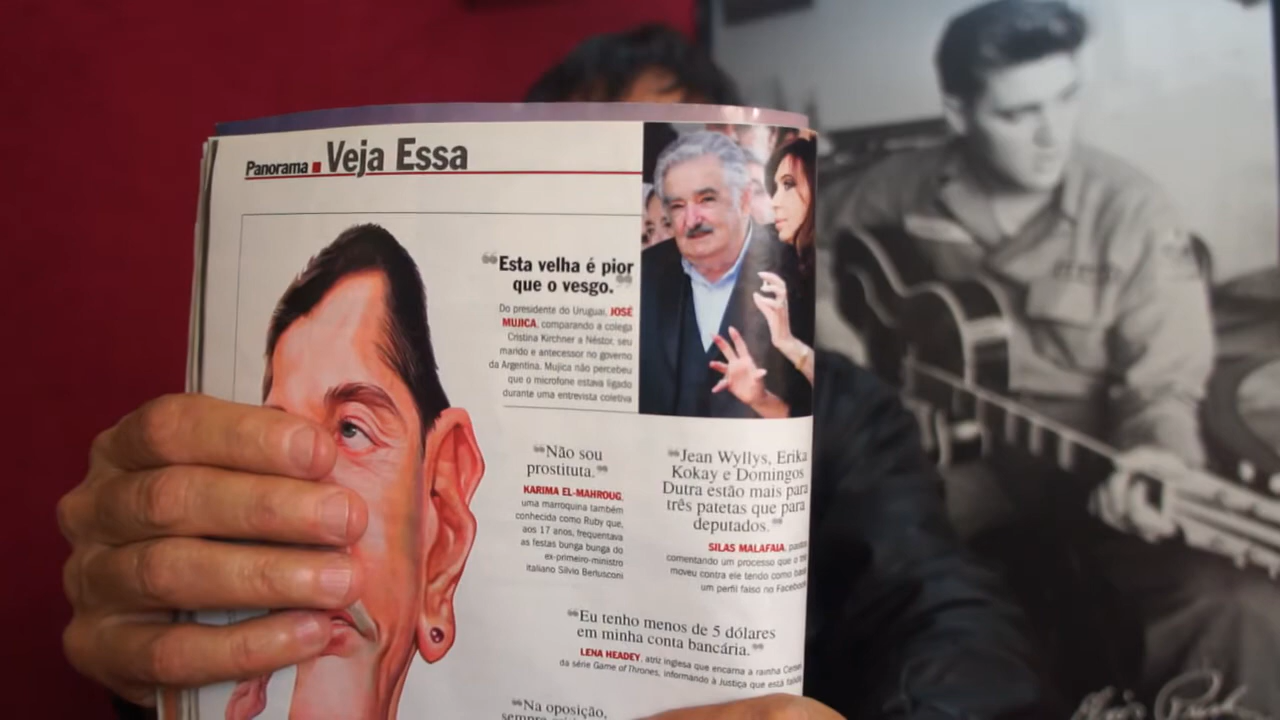 Panorama ■ Veja Essa
“Esta velha é pior
que o vesgo.”
Do presidente do Uruguai, JOSÉ
MUJICA, comparando a colega
Cristina Kirchner a Néstor, seu
marido e antecessor no governo
da Argentina. Mujica não percebeu
que o microfone estava ligado
durante uma entrevista coletiva
“Não sou
prostituta.”
KARIMA EL-MAHROUG,
uma marroquina também
conhecida como Ruby que,
aos 17 anos, frequentava
as festas bunga bunga do
ex-primeiro-ministro
italiano Silvio Berlusconi
“Jean Wyllys, Erika
Kokay e Domingos
Dutra estão mais para
três patetas que para
deputados.”
SILAS MALAFAIA,
comentando um processo que o
moveu contra ele tendo como
um perfil falso no Facebook
“Eu tenho menos de 5 dólares
em minha conta bancária.”
LENA HEADEY, atriz inglesa que encarna a rainha
da série Game of Thrones, informando à Justiça que está
“Na oposição,
sempre